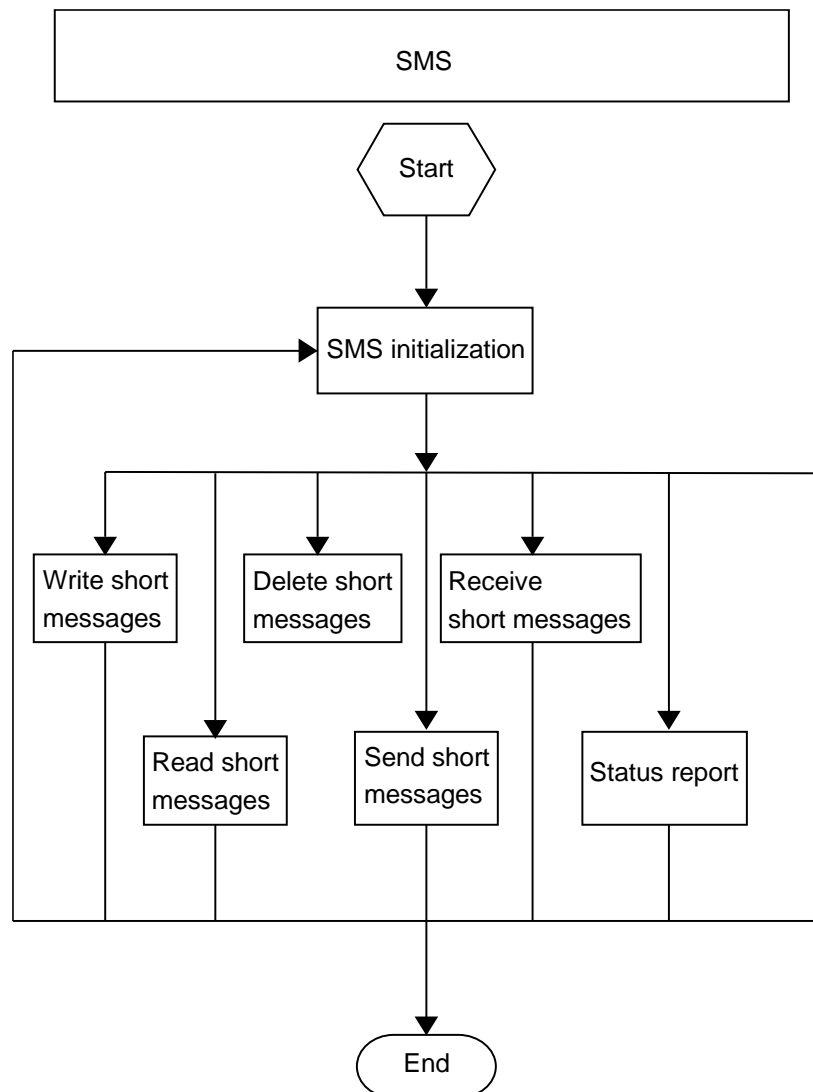 SMS
Start
SMS initialization
Write short
messages
Delete short
messages
Receive
short messages
Read short
messages
Send short
messages
Status report
End